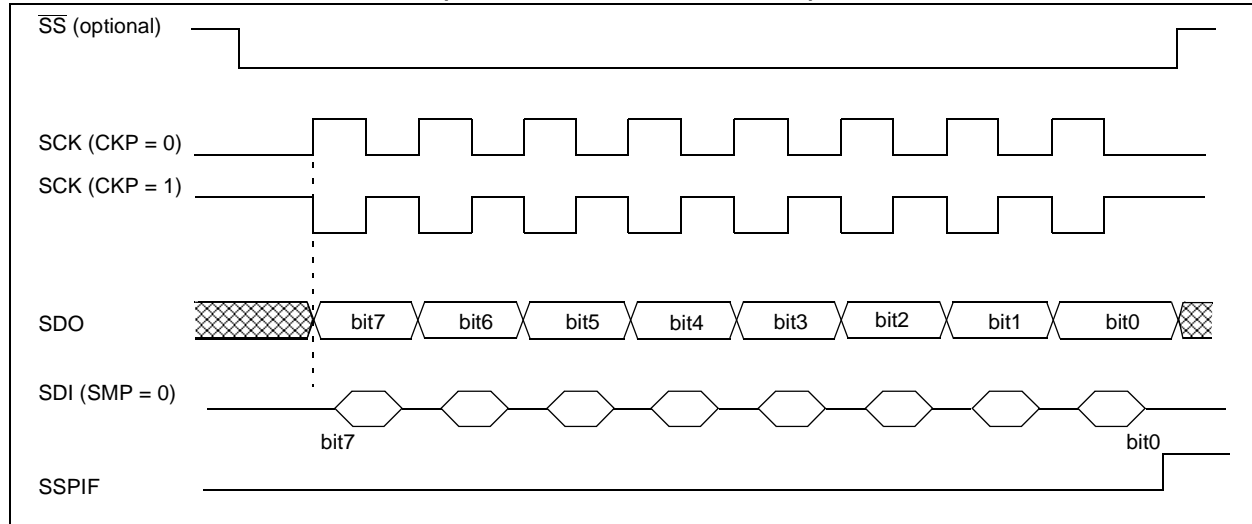 SS (optional)
SCK (CKP = 0)
SCK (CKP = 1)
SDO bit7 bit6 bit5 bit4 bit3 bit2 bit1 bit0
SDI (SMP = 0)
bit7 bit0
SSPIF